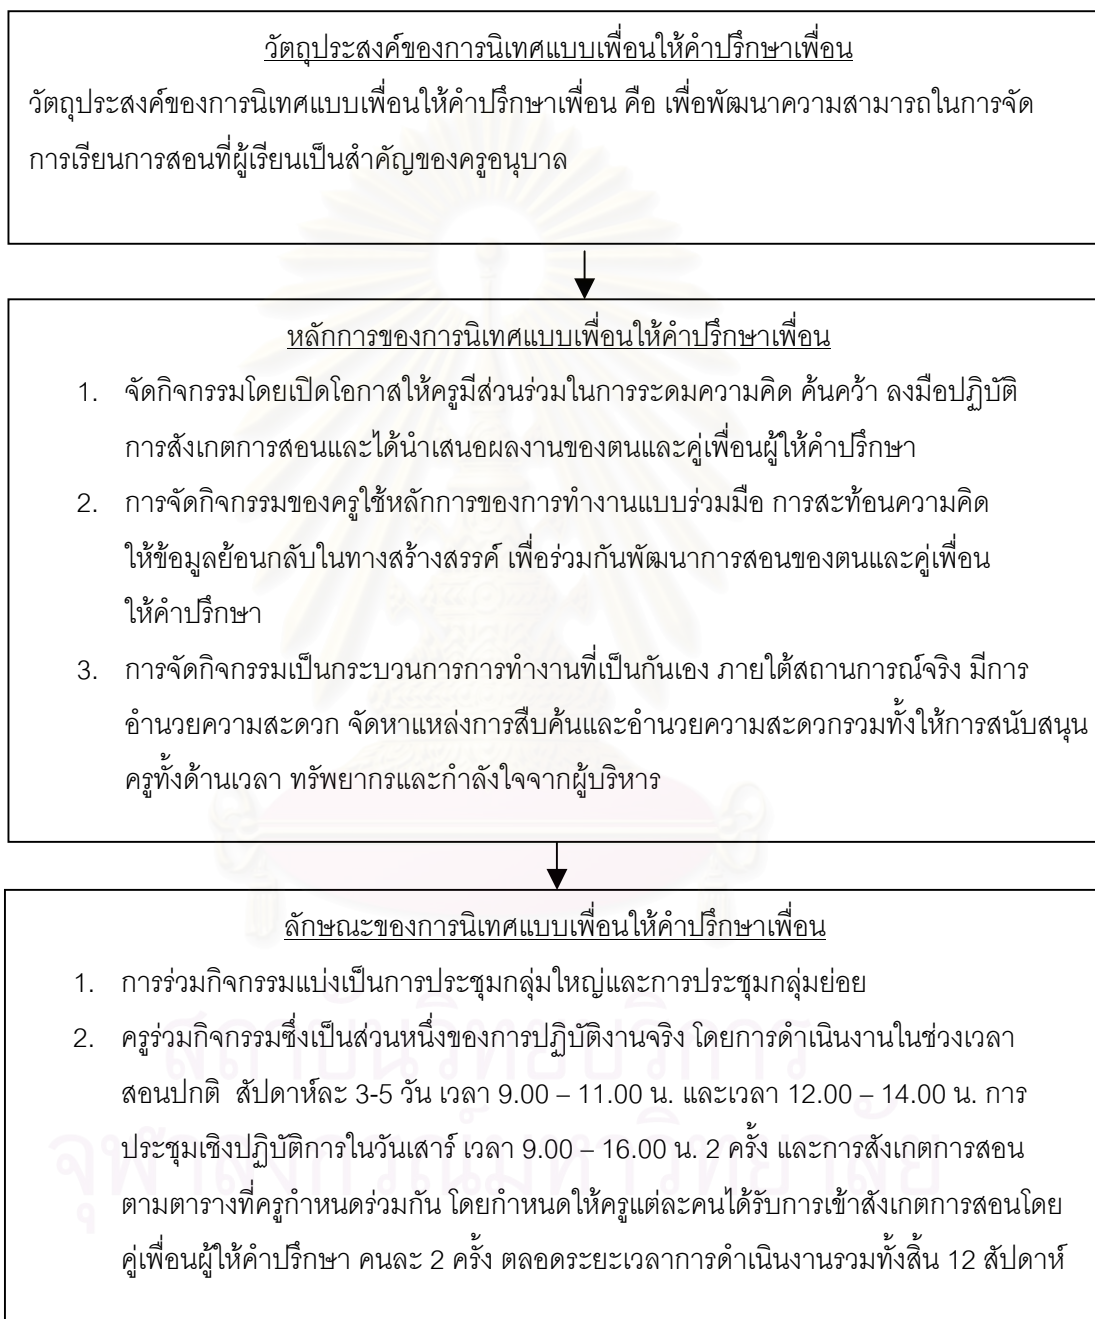 วัตถุประสงค์ของการนิเทศแบบเพื่อนให้คำปรึกษาเพื่อน
วัตถุประสงค์ของการนิเทศแบบเพื่อนให้คำปรึกษาเพื่อน คือ เพื่อพัฒนาความสามารถในการจัด
การเรียนการสอนที่ผู้เรียนเป็นสำคัญของครูอนุบาล
หลักการของการนิเทศแบบเพื่อนให้คำปรึกษาเพื่อน
1. จัดกิจกรรมโดยเปิดโอกาสให้ครูมีส่วนร่วมในการระดมความคิด ค้นคว้า ลงมือปฏิบัติ
การสังเกตการสอนและได้นำเสนอผลงานของตนและคู่เพื่อนผู้ให้คำปรึกษา
2. การจัดกิจกรรมของครูใช้หลักการของการทำงานแบบร่วมมือ การสะท้อนความคิด
ให้ข้อมูลย้อนกลับในทางสร้างสรรค์ เพื่อร่วมกันพัฒนาการสอนของตนและคู่เพื่อน
ให้คำปรึกษา
3. การจัดกิจกรรมเป็นกระบวนการการทำงานที่เป็นกันเอง ภายใต้สถานการณ์จริง มีการ
อำนวยความสะดวก จัดหาแหล่งการสืบค้นและอำนวยความสะดวกรวมทั้งให้การสนับสนุน
ครูทั้งด้านเวลา ทรัพยากรและกำลังใจจากผู้บริหาร
ลักษณะของการนิเทศแบบเพื่อนให้คำปรึกษาเพื่อน
1. การร่วมกิจกรรมแบ่งเป็นการประชุมกลุ่มใหญ่และการประชุมกลุ่มย่อย
2. ครูร่วมกิจกรรมซึ่งเป็นส่วนหนึ่งของการปฏิบัติงานจริง โดยการดำเนินงานในช่วงเวลา
สอนปกติ สัปดาห์ละ 3-5 วัน เวลา 9.00 – 11.00 น. และเวลา 12.00 – 14.00 น. การ
ประชุมเชิงปฏิบัติการในวันเสาร์ เวลา 9.00 – 16.00 น. 2 ครั้ง และการสังเกตการสอน
ตามตารางที่ครูกำหนดร่วมกัน โดยกำหนดให้ครูแต่ละคนได้รับการเข้าสังเกตการสอนโดย
คู่เพื่อนผู้ให้คำปรึกษา คนละ 2 ครั้ง ตลอดระยะเวลาการดำเนินงานรวมทั้งสิ้น 12 สัปดาห์
สถาบันวิทยบริการ
จุฬาลงกรณ์มหาวิทยาลัย